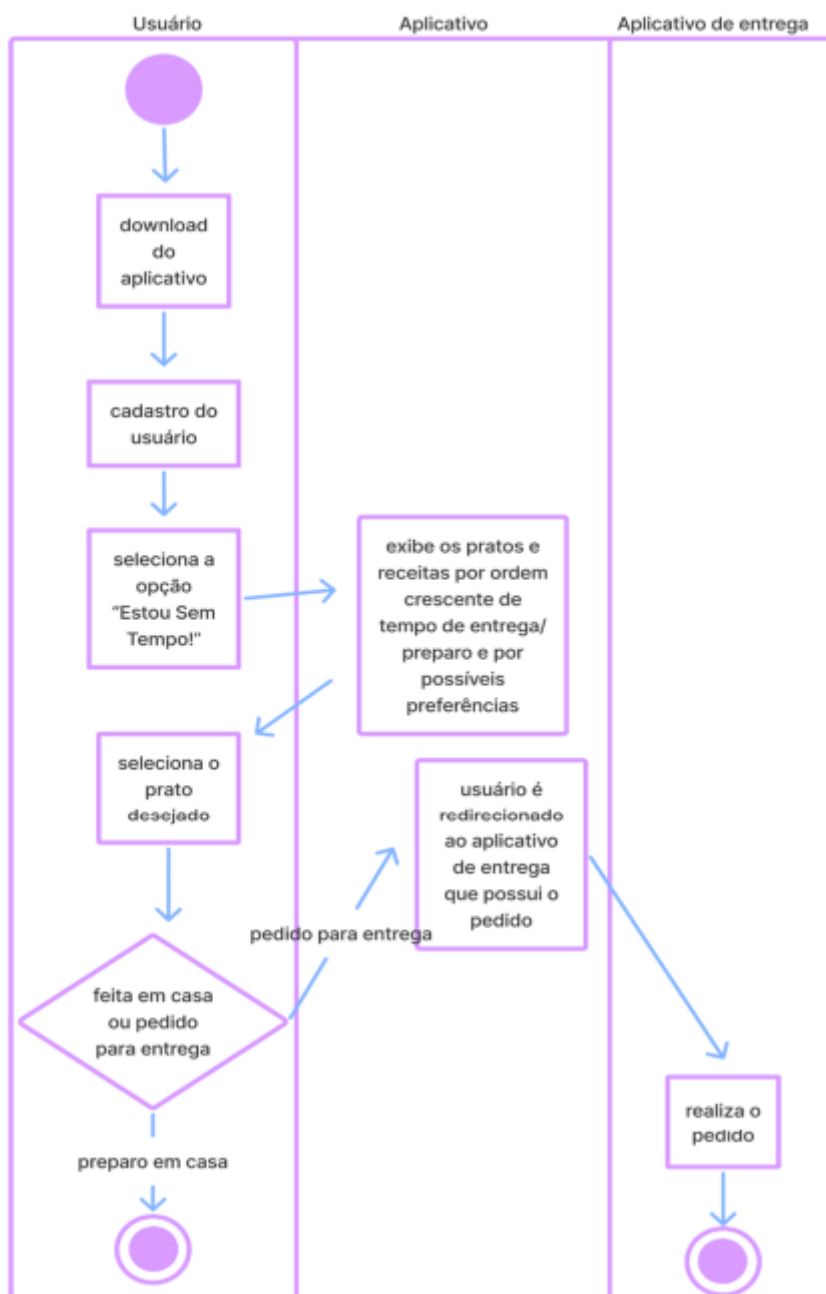 Usuário
Aplicativo
Aplicativo de entrega
download
do
aplicativo
cadastro do
usuário
seleciona a
opção
“Estou Sem
Tempo!”
exibe os pratos e
receitas por ordem
crescente de
tempo de entrega/
preparo e por
possíveis
preferências
seleciona o
prato
desejado
usuário é
redirecionado
ao aplicativo
de entrega
que possui o
pedido
pedido para entrega
feita em casa
ou pedido
para entrega
preparo em casa
realiza o
pedido